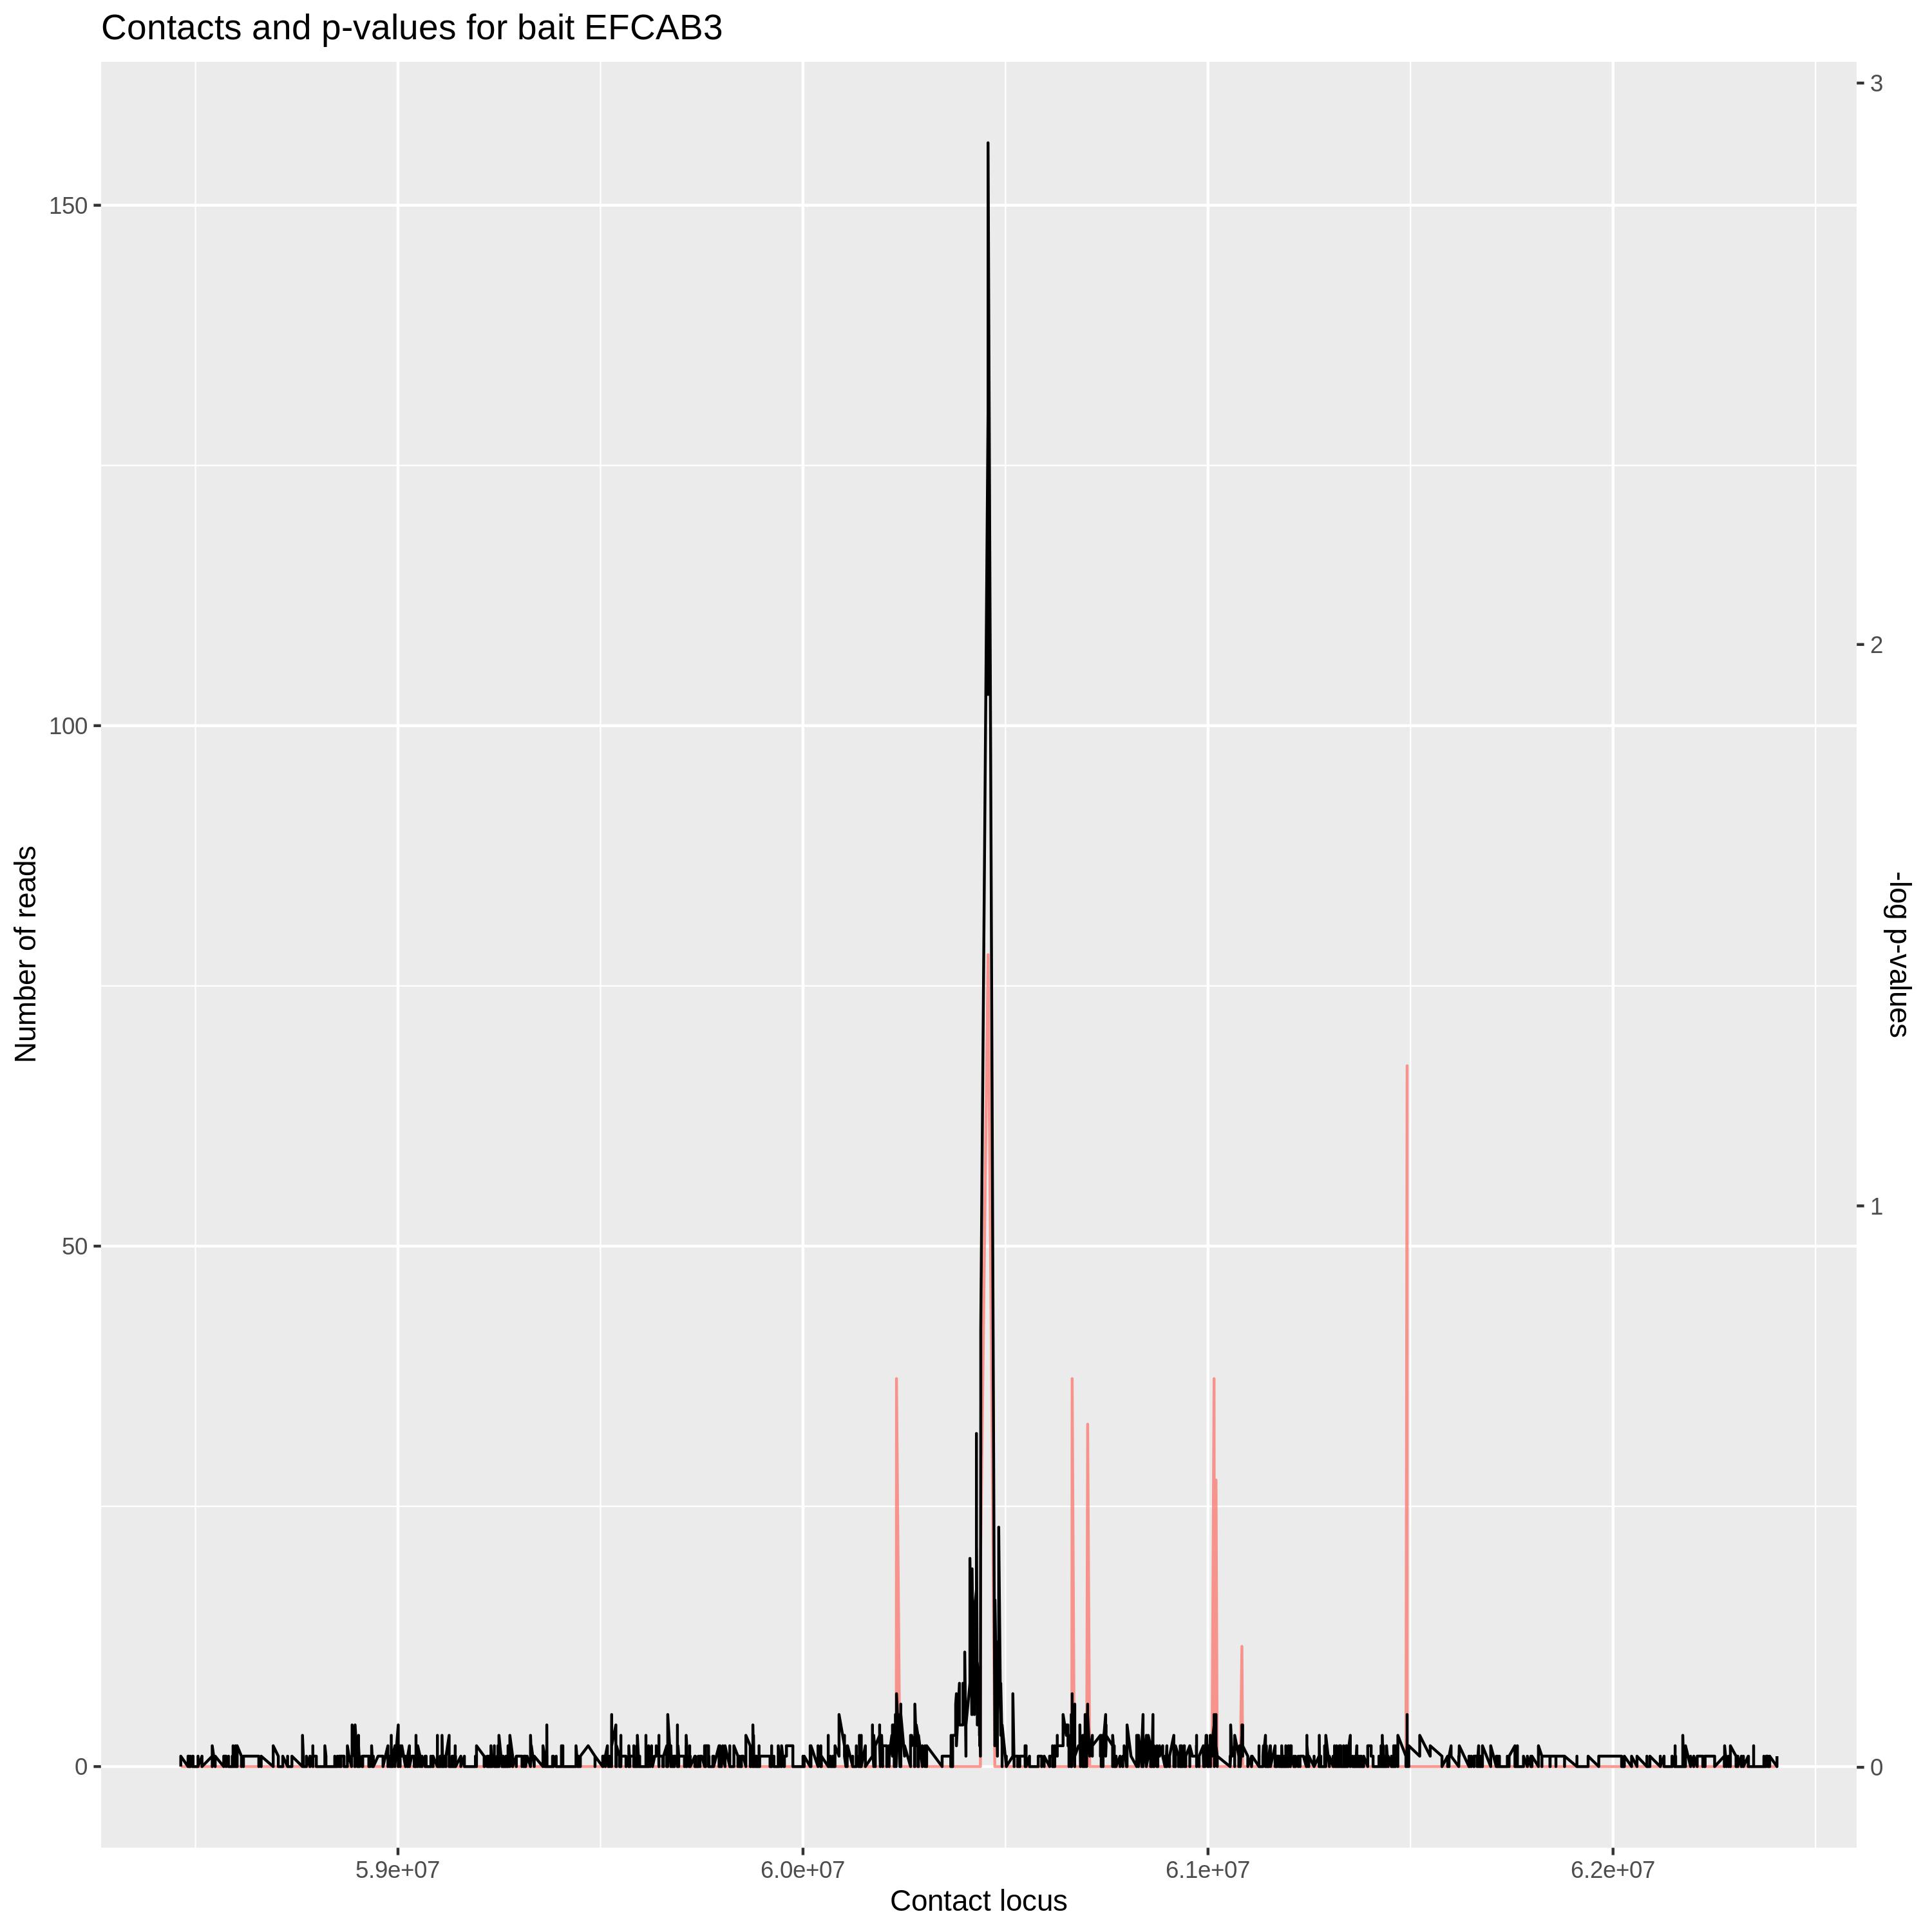 Contacts and p-values for bait EFCAB3
150
100
50
0
Number of reads
3
2
1
0
-log p-values
5.9e+07 6.0e+07 6.1e+07 6.2e+07
Contact locus